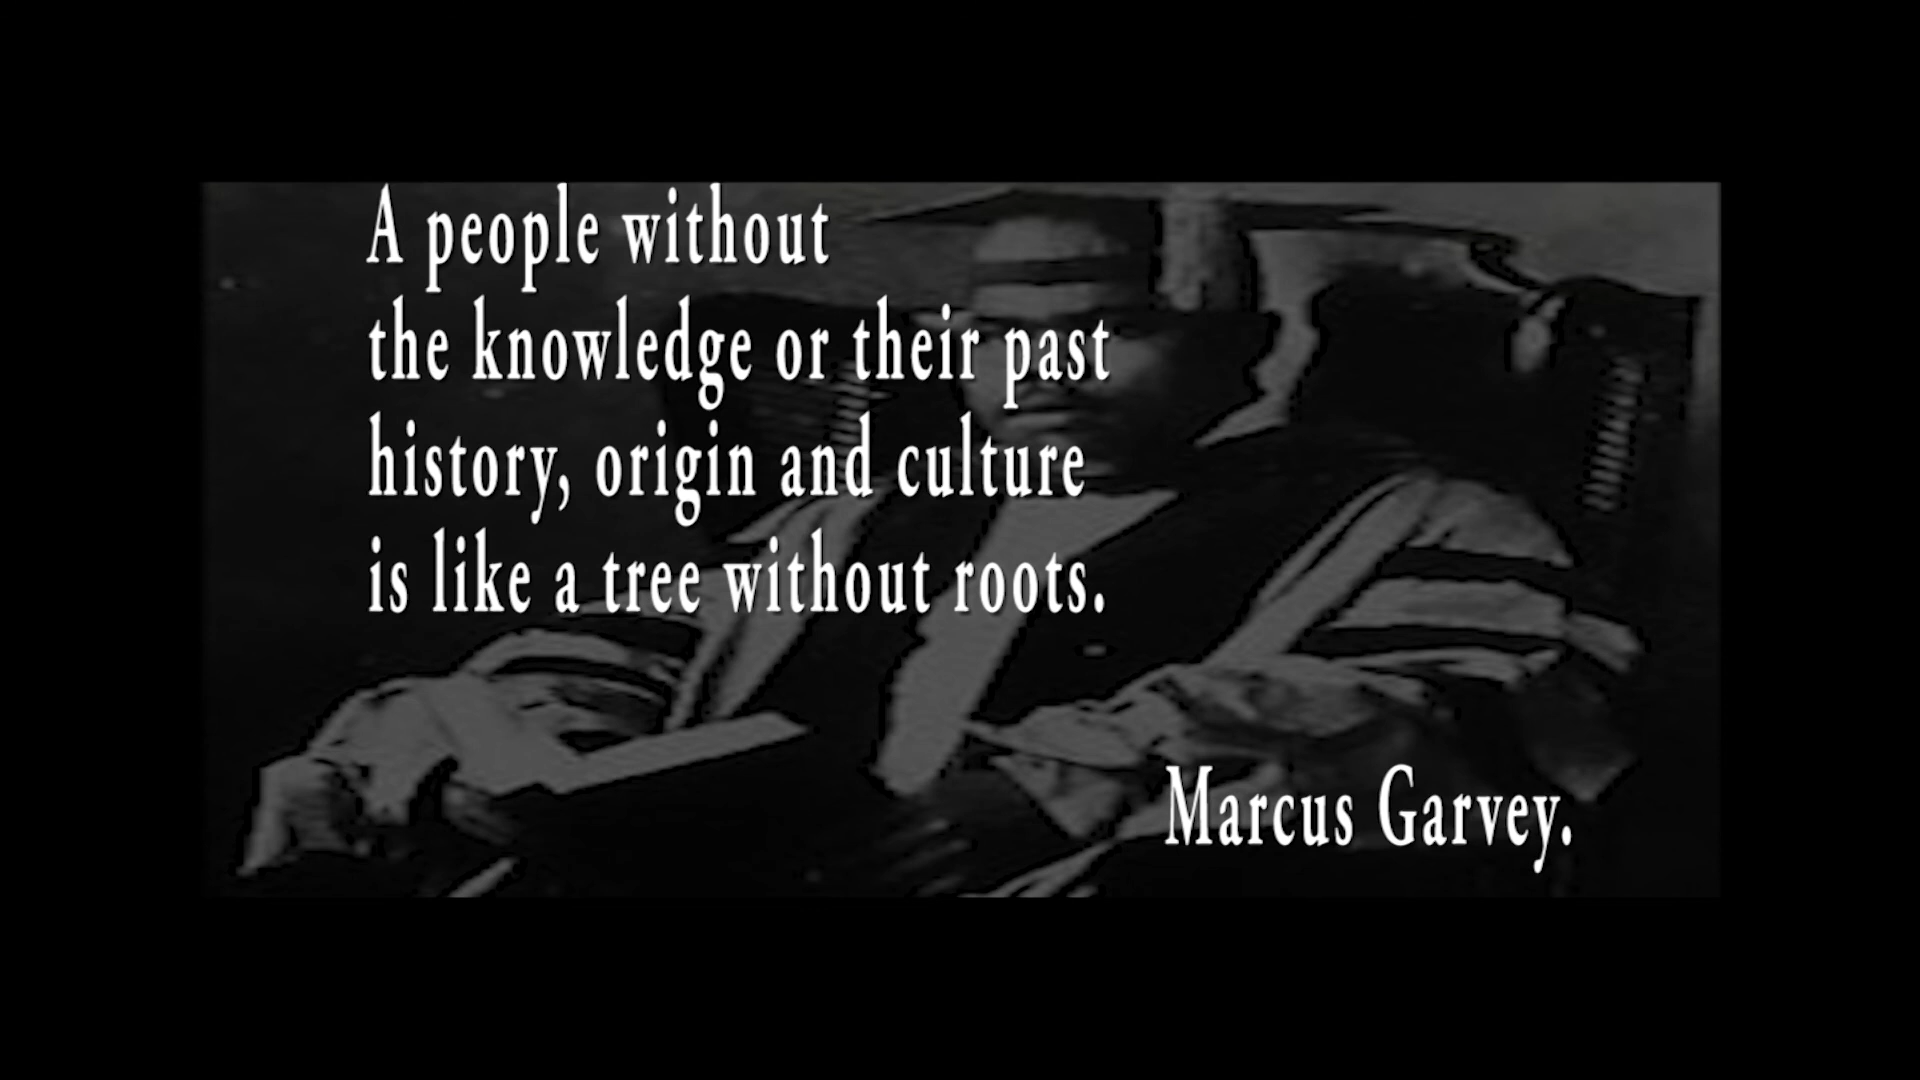 A people without
the knowledge or their past
history, origin and culture
is like a tree without roots.
Marcus Garvey.